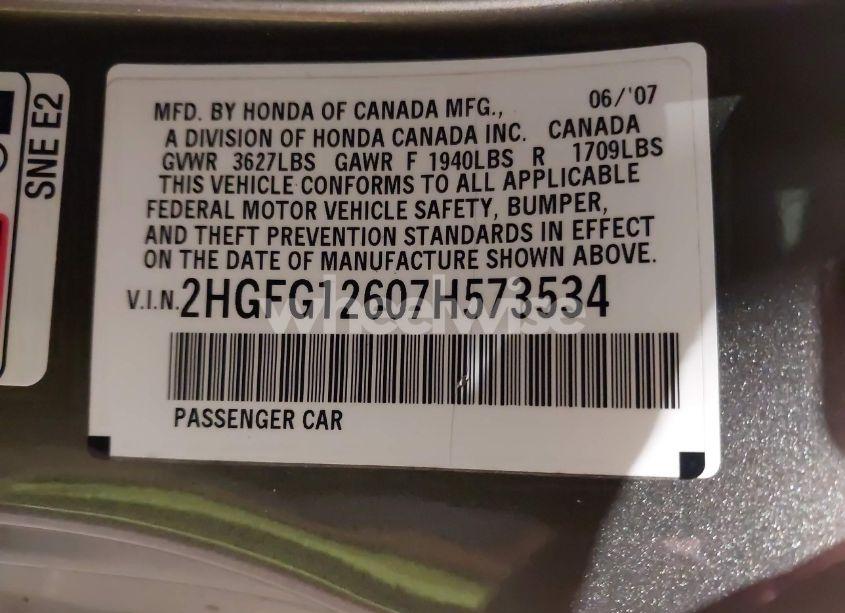 MFD. BY HONDA OF CANADA MFG., 06/'07
A DIVISION OF HONDA CANADA INC. CANADA
GVWR 3627LBS GAWR F 1940LBS R 1709LBS
THIS VEHICLE CONFORMS TO ALL APPLICABLE
FEDERAL MOTOR VEHICLE SAFETY, BUMPER,
AND THEFT PREVENTION STANDARDS IN EFFECT
ON THE DATE OF MANUFACTURE SHOWN ABOVE.
V.I.N. 2HGFG12607H573534
wheelwise
PASSENGER CAR
SNE E2